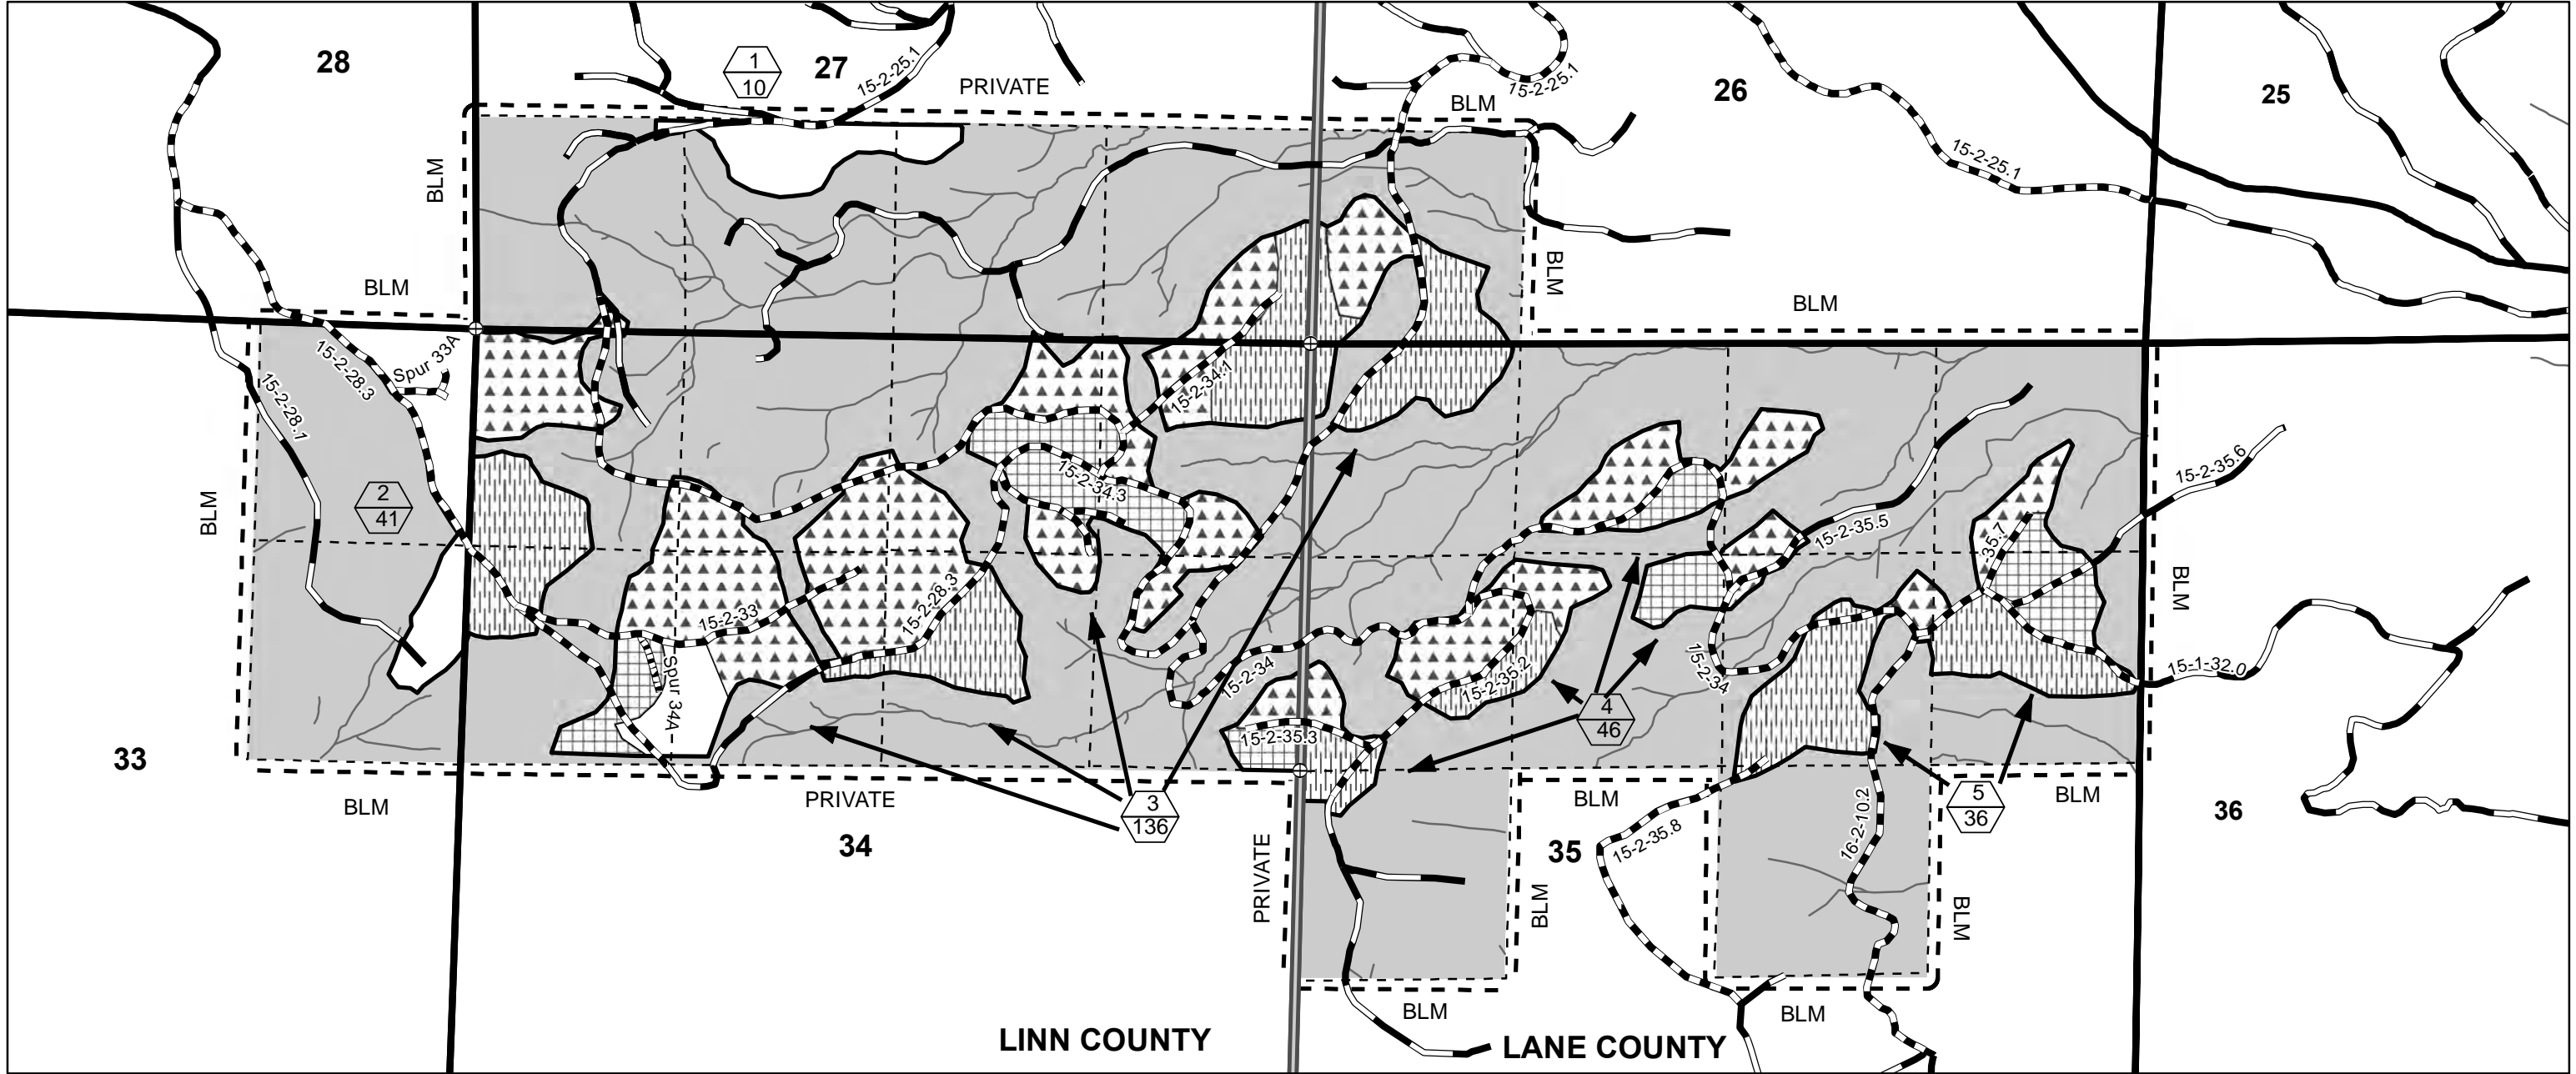 28
1
10
27
15-2-25.1
PRIVATE
BLM
15-2-25.1
26
15-2-25.1
25
BLM
BLM
BLM
BLM
15-2-28.3
Spur 33A
15-2-28.1
15-2-34.1
2
41
BLM
15-2-34.3
15-2-35.5
35.7
15-2-35.6
BLM
15-2-33
15-2-28.3
Spur 34A
15-2-34
15-2-35.2
15-2-34
15-1-32.0
4
46
15-2-35.3
33
BLM
PRIVATE
3
136
34
BLM
5
36
BLM
36
PRIVATE
BLM
35
15-2-35.8
16-2-10.2
BLM
BLM
BLM
LINN COUNTY
LANE COUNTY